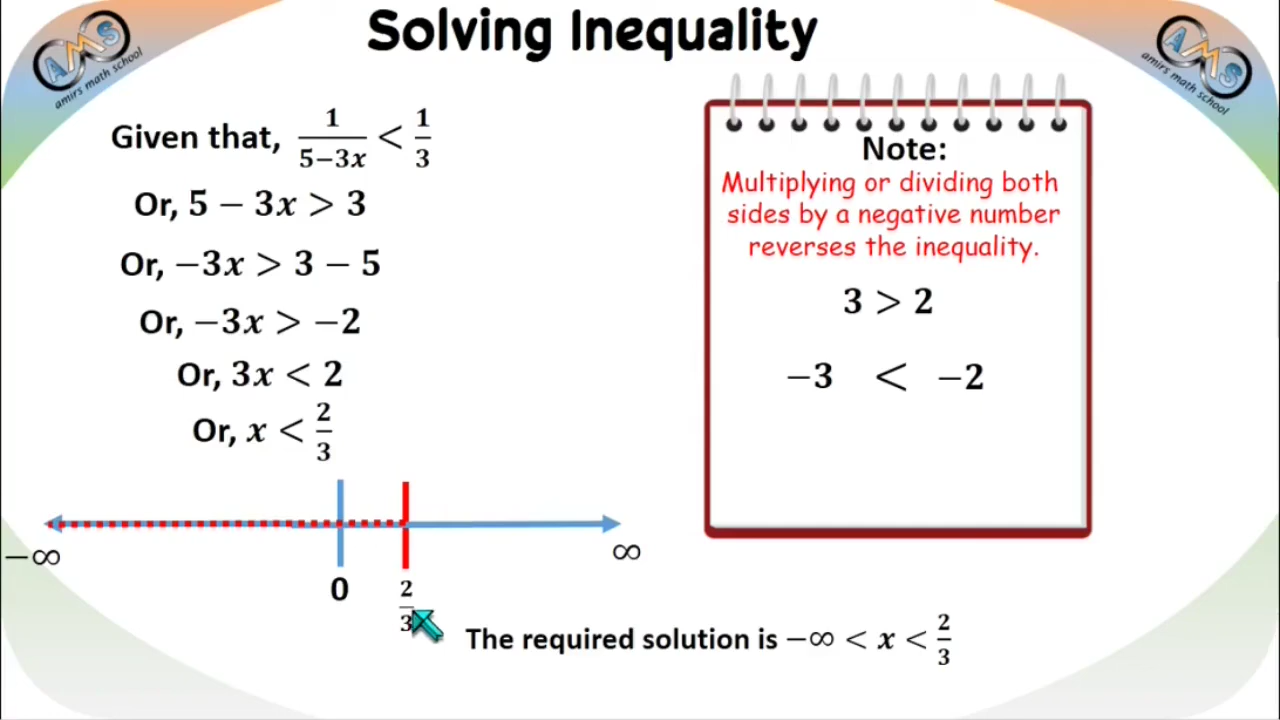 Solving Inequality
AMS
amirs math school
AMS
amirs math school
Given that, 1/(5−3x) < 1/3
Or, 5 − 3x > 3
Or, −3x > 3 − 5
Or, −3x > −2
Or, 3x < 2
Or, x < 2/3
Note:
Multiplying or dividing both
sides by a negative number
reverses the inequality.
3 > 2
−3 < −2
−∞
∞
0
2/3
The required solution is −∞ < x < 2/3